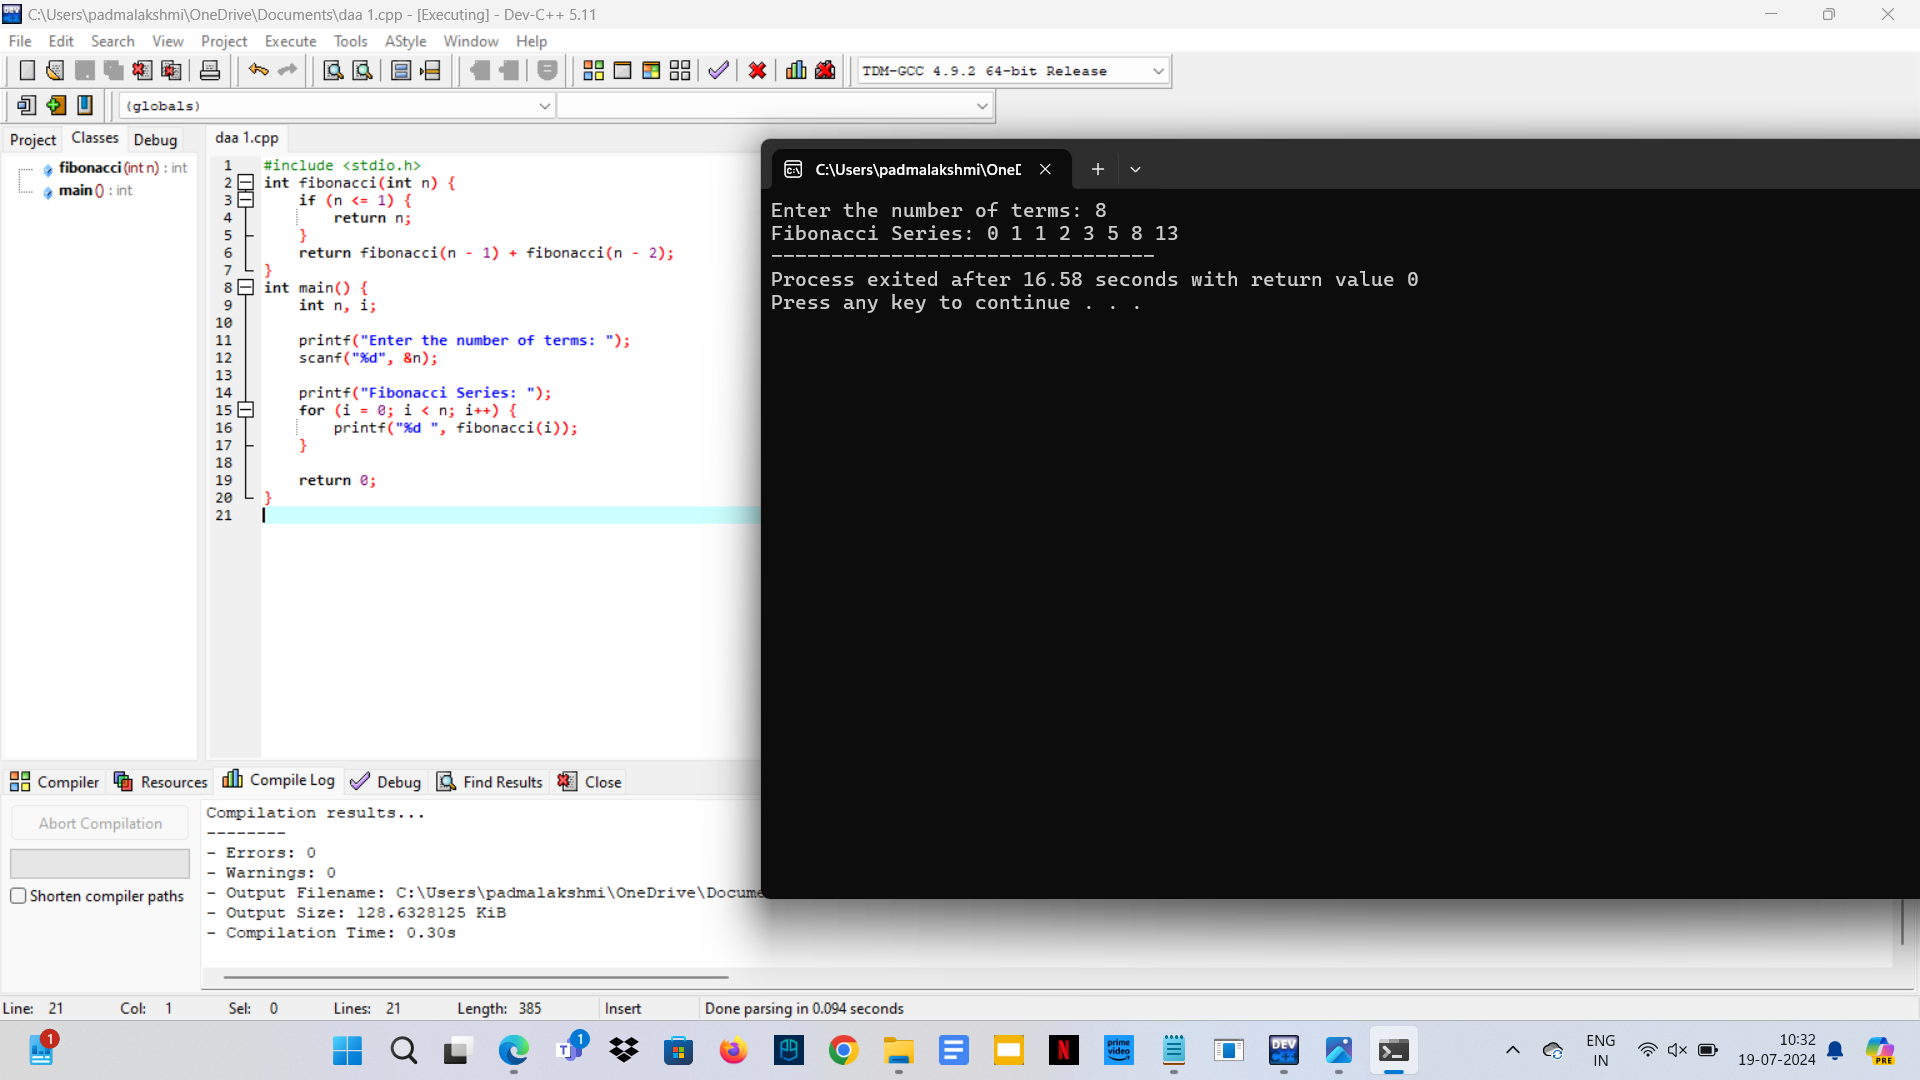 C:\Users\padmalakshmi\OneDrive\Documents\daa 1.cpp - [Executing] - Dev-C++ 5.11
File Edit Search View Project Execute Tools AStyle Window Help
TDM-GCC 4.9.2 64-bit Release
(globals)
Project Classes Debug
daa 1.cpp
fibonacci (int n) : int
main () : int
1 #include <stdio.h>
2 int fibonacci(int n) {
3 if (n <= 1) {
4 return n;
5 }
6 return fibonacci(n - 1) + fibonacci(n - 2);
7 }
8 int main() {
9 int n, i;
10
11 printf("Enter the number of terms: ");
12 scanf("%d", &n);
13
14 printf("Fibonacci Series: ");
15 for (i = 0; i < n; i++) {
16 printf("%d ", fibonacci(i));
17 }
18
19 return 0;
20 }
21
C:\Users\padmalakshmi\OneD
Enter the number of terms: 8
Fibonacci Series: 0 1 1 2 3 5 8 13
--------------------------------
Process exited after 16.58 seconds with return value 0
Press any key to continue . . .
Compiler Resources Compile Log Debug Find Results Close
Abort Compilation
Shorten compiler paths
Compilation results...
--------
- Errors: 0
- Warnings: 0
- Output Filename: C:\Users\padmalakshmi\OneDrive\Docume
- Output Size: 128.6328125 KiB
- Compilation Time: 0.30s
Line: 21 Col: 1 Sel: 0 Lines: 21 Length: 385 Insert Done parsing in 0.094 seconds
1
1
T
prime video
N
DEV C++
ENG
IN
10:32
19-07-2024
PRE